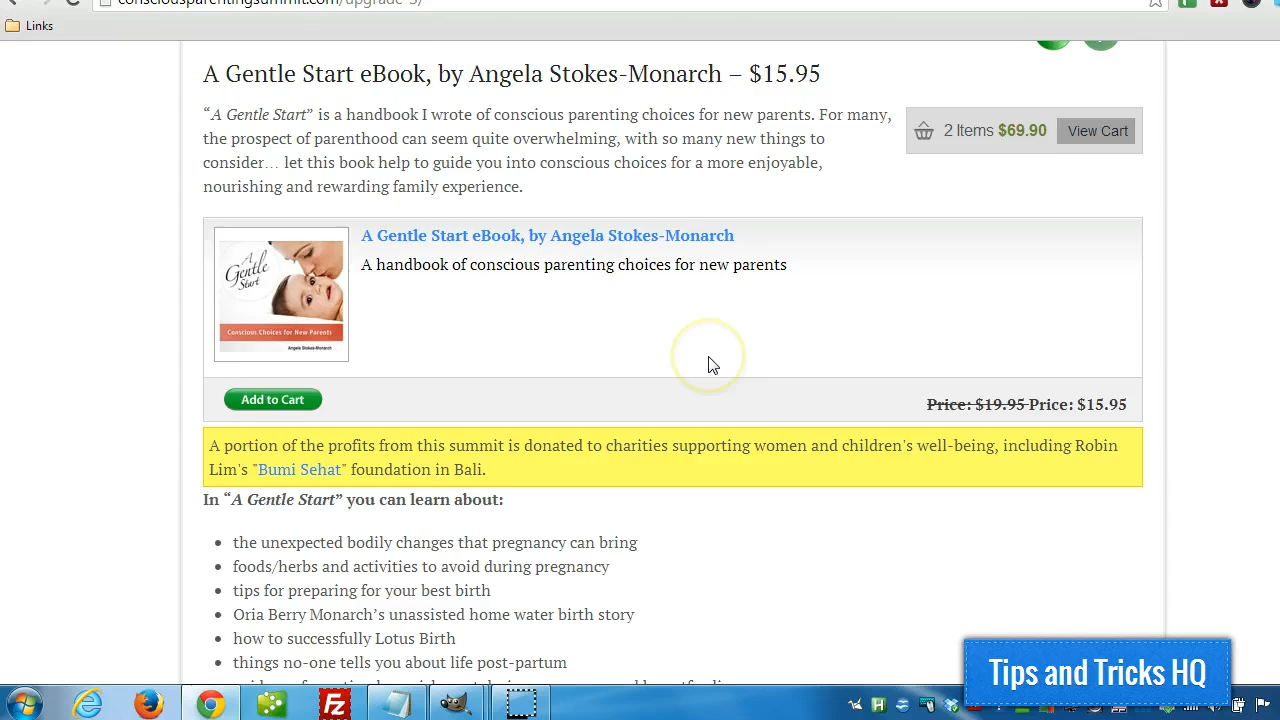 consciousparentingsummit.com/upgrade-3/
Links
A Gentle Start eBook, by Angela Stokes-Monarch – $15.95
“A Gentle Start” is a handbook I wrote of conscious parenting choices for new parents. For many,
the prospect of parenthood can seem quite overwhelming, with so many new things to
consider… let this book help to guide you into conscious choices for a more enjoyable,
nourishing and rewarding family experience.
2 Items $69.90 View Cart
A Gentle Start eBook, by Angela Stokes-Monarch
A handbook of conscious parenting choices for new parents
A
Gentle
Start
Conscious Choices for New Parents
Angela Stokes-Monarch
Add to Cart
Price: $19.95 Price: $15.95
A portion of the profits from this summit is donated to charities supporting women and children's well-being, including Robin
Lim's "Bumi Sehat" foundation in Bali.
In “A Gentle Start” you can learn about:
the unexpected bodily changes that pregnancy can bring
foods/herbs and activities to avoid during pregnancy
tips for preparing for your best birth
Oria Berry Monarch’s unassisted home water birth story
how to successfully Lotus Birth
things no-one tells you about life post-partum
Tips and Tricks HQ